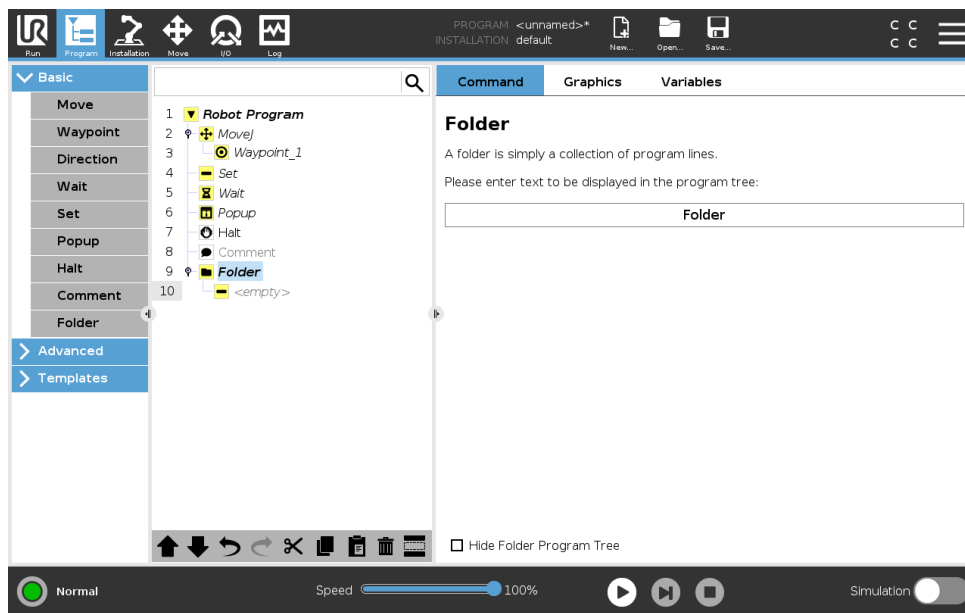 UR
Run
Program
Installation
Move
I/O
Log
PROGRAM <unnamed>*
INSTALLATION default
New...
Open...
Save...
C C
C C
Basic
Move
Waypoint
Direction
Wait
Set
Popup
Halt
Comment
Folder
Advanced
Templates
1 Robot Program
2 MoveJ
3 Waypoint_1
4 Set
5 Wait
6 Popup
7 Halt
8 Comment
9 Folder
10 <empty>
Command Graphics Variables
Folder
A folder is simply a collection of program lines.
Please enter text to be displayed in the program tree:
Folder
Hide Folder Program Tree
Normal
Speed 100%
Simulation